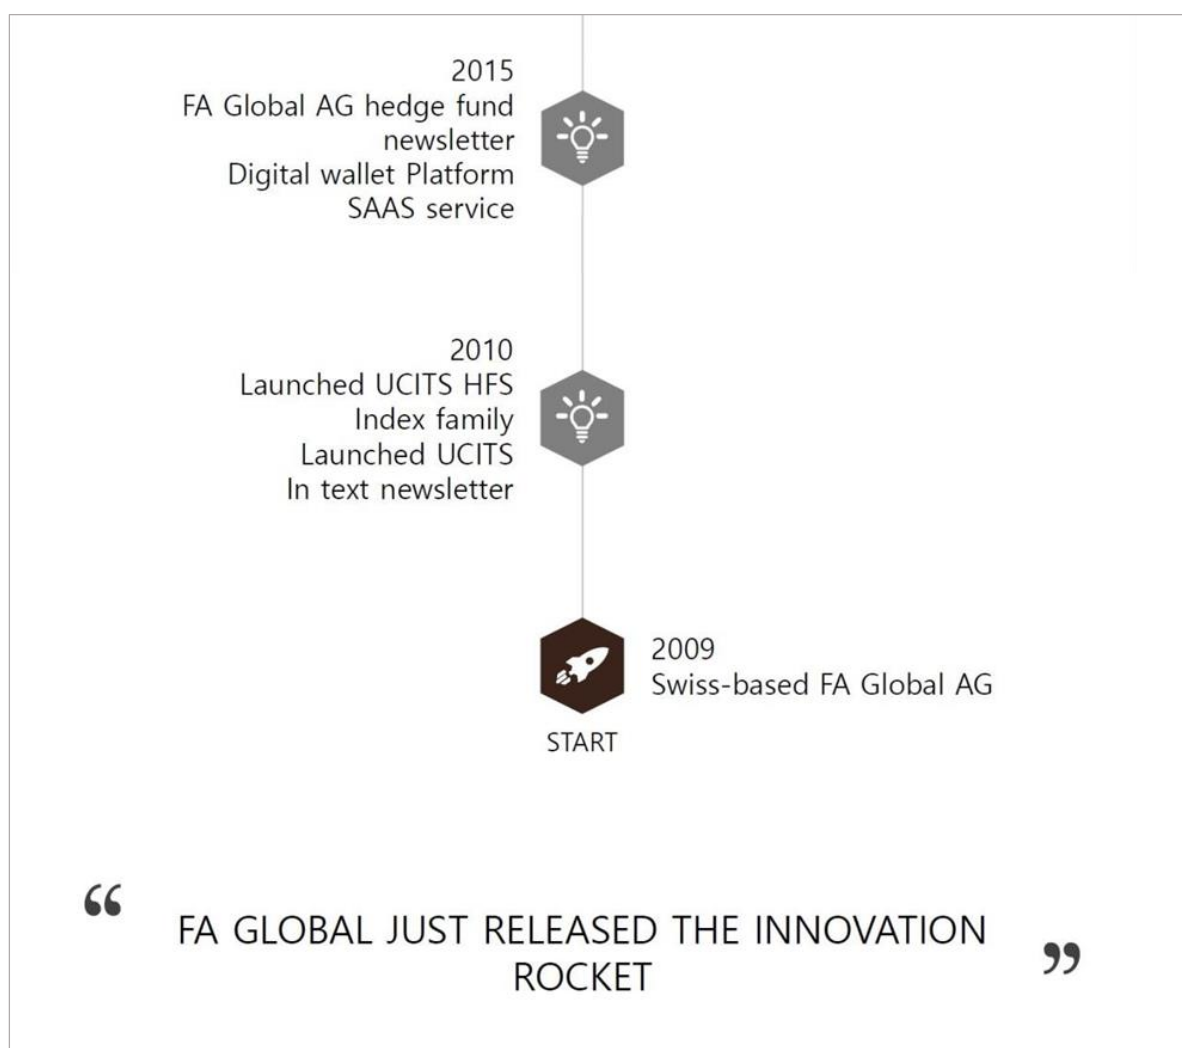 2015
FA Global AG hedge fund
newsletter
Digital wallet Platform
SAAS service
2010
Launched UCITS HFS
Index family
Launched UCITS
In text newsletter
2009
Swiss-based FA Global AG
START
“
FA GLOBAL JUST RELEASED THE INNOVATION
ROCKET
”